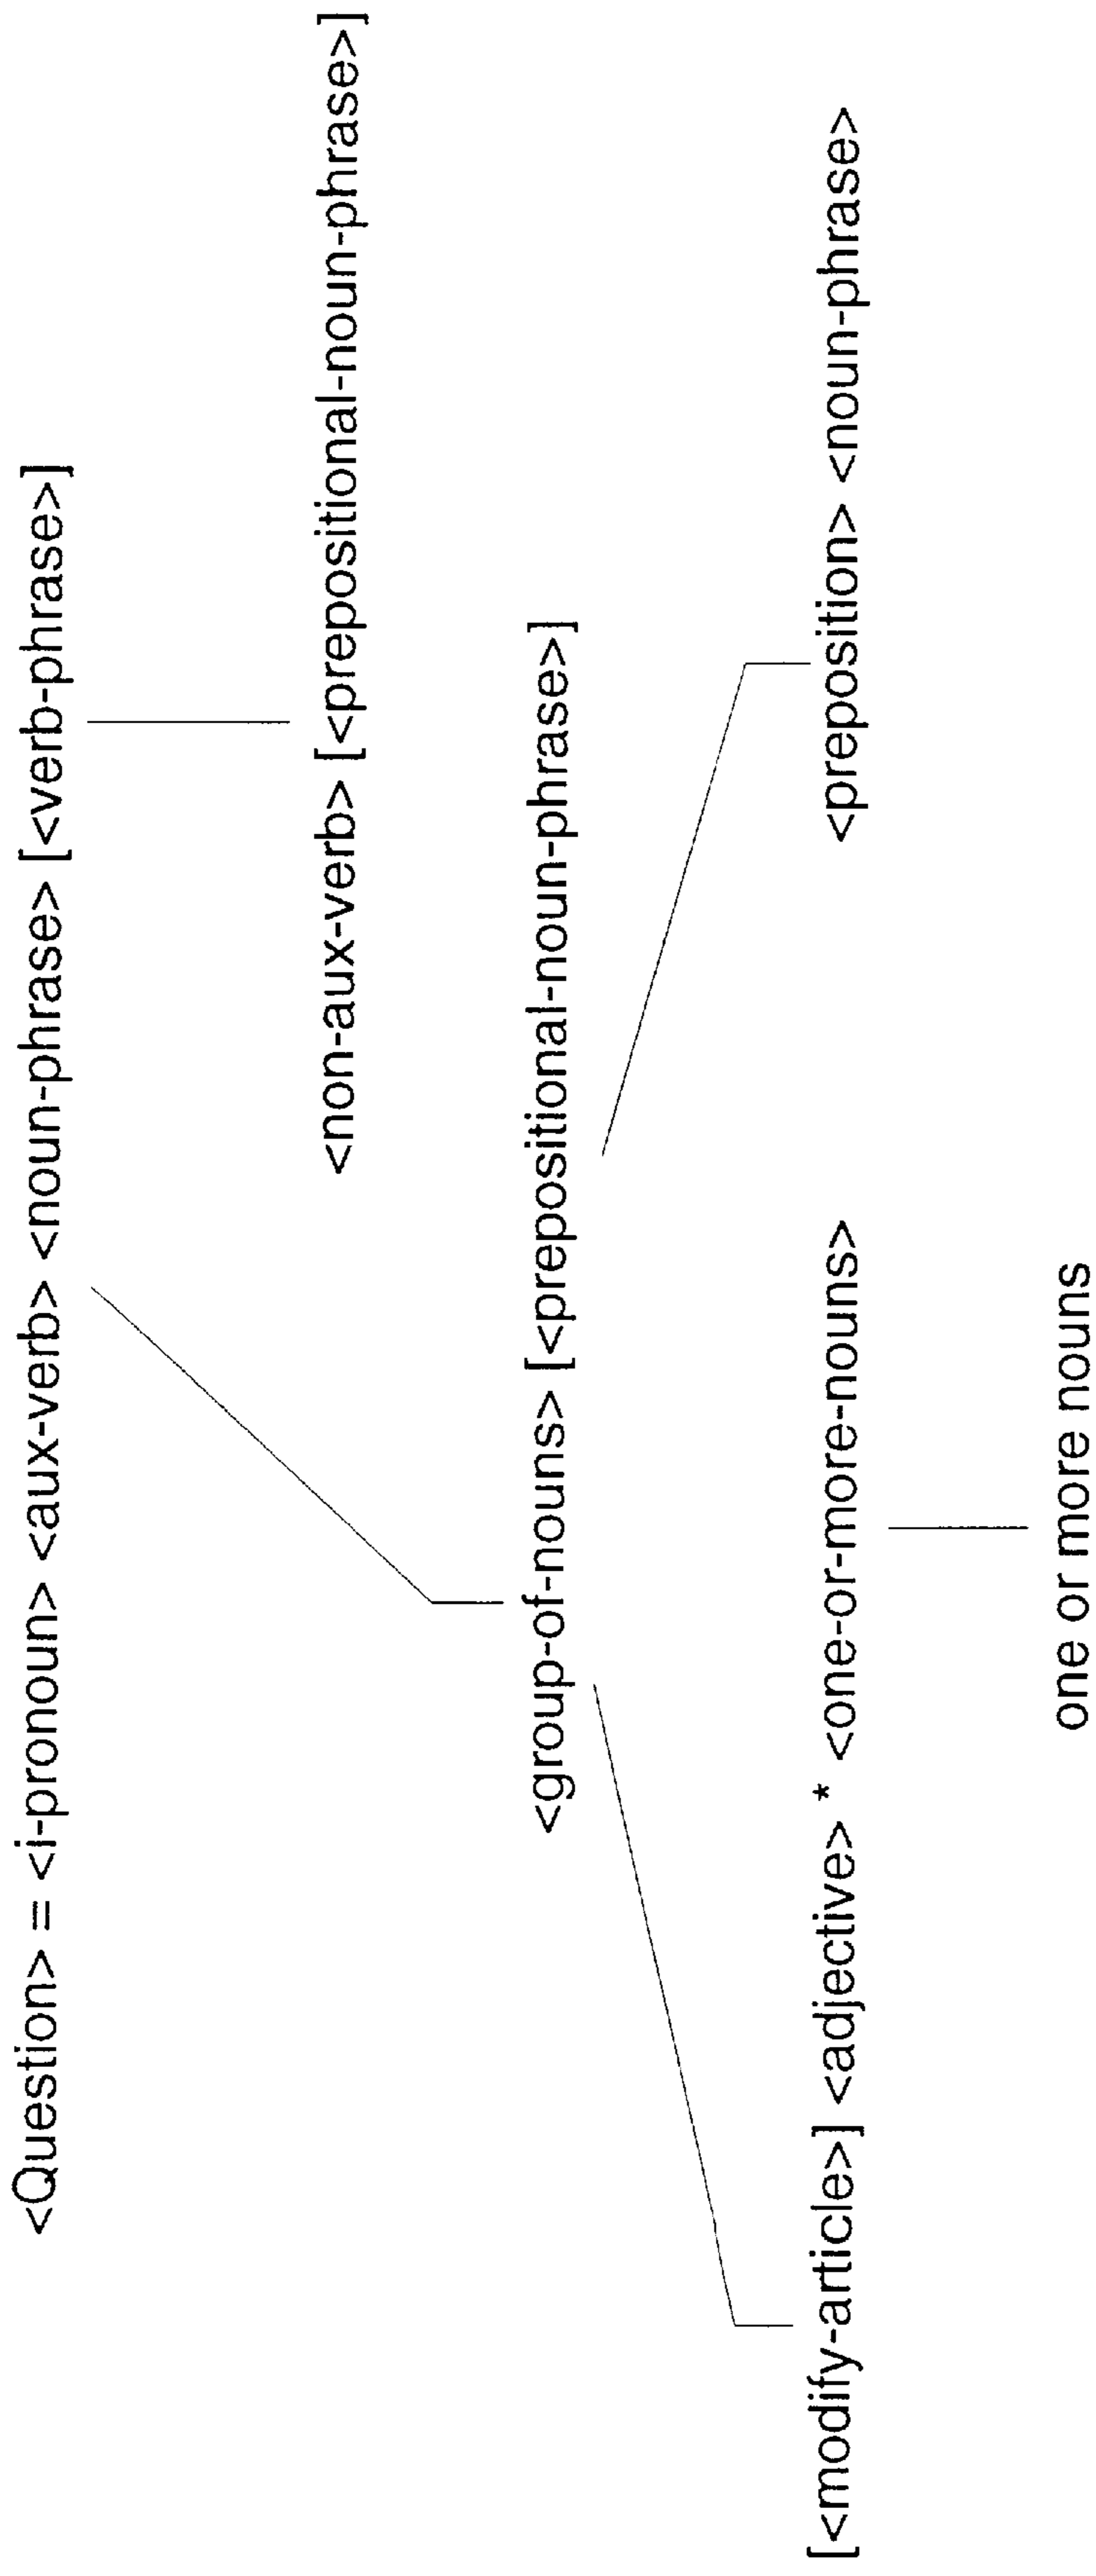 <Question> = <i-pronoun> <aux-verb> <noun-phrase> [<verb-phrase>]
<non-aux-verb> [<prepositional-noun-phrase>]
<group-of-nouns> [<prepositional-noun-phrase>]
[<modify-article>] <adjective> * <one-or-more-nouns>
<preposition> <noun-phrase>
one or more nouns